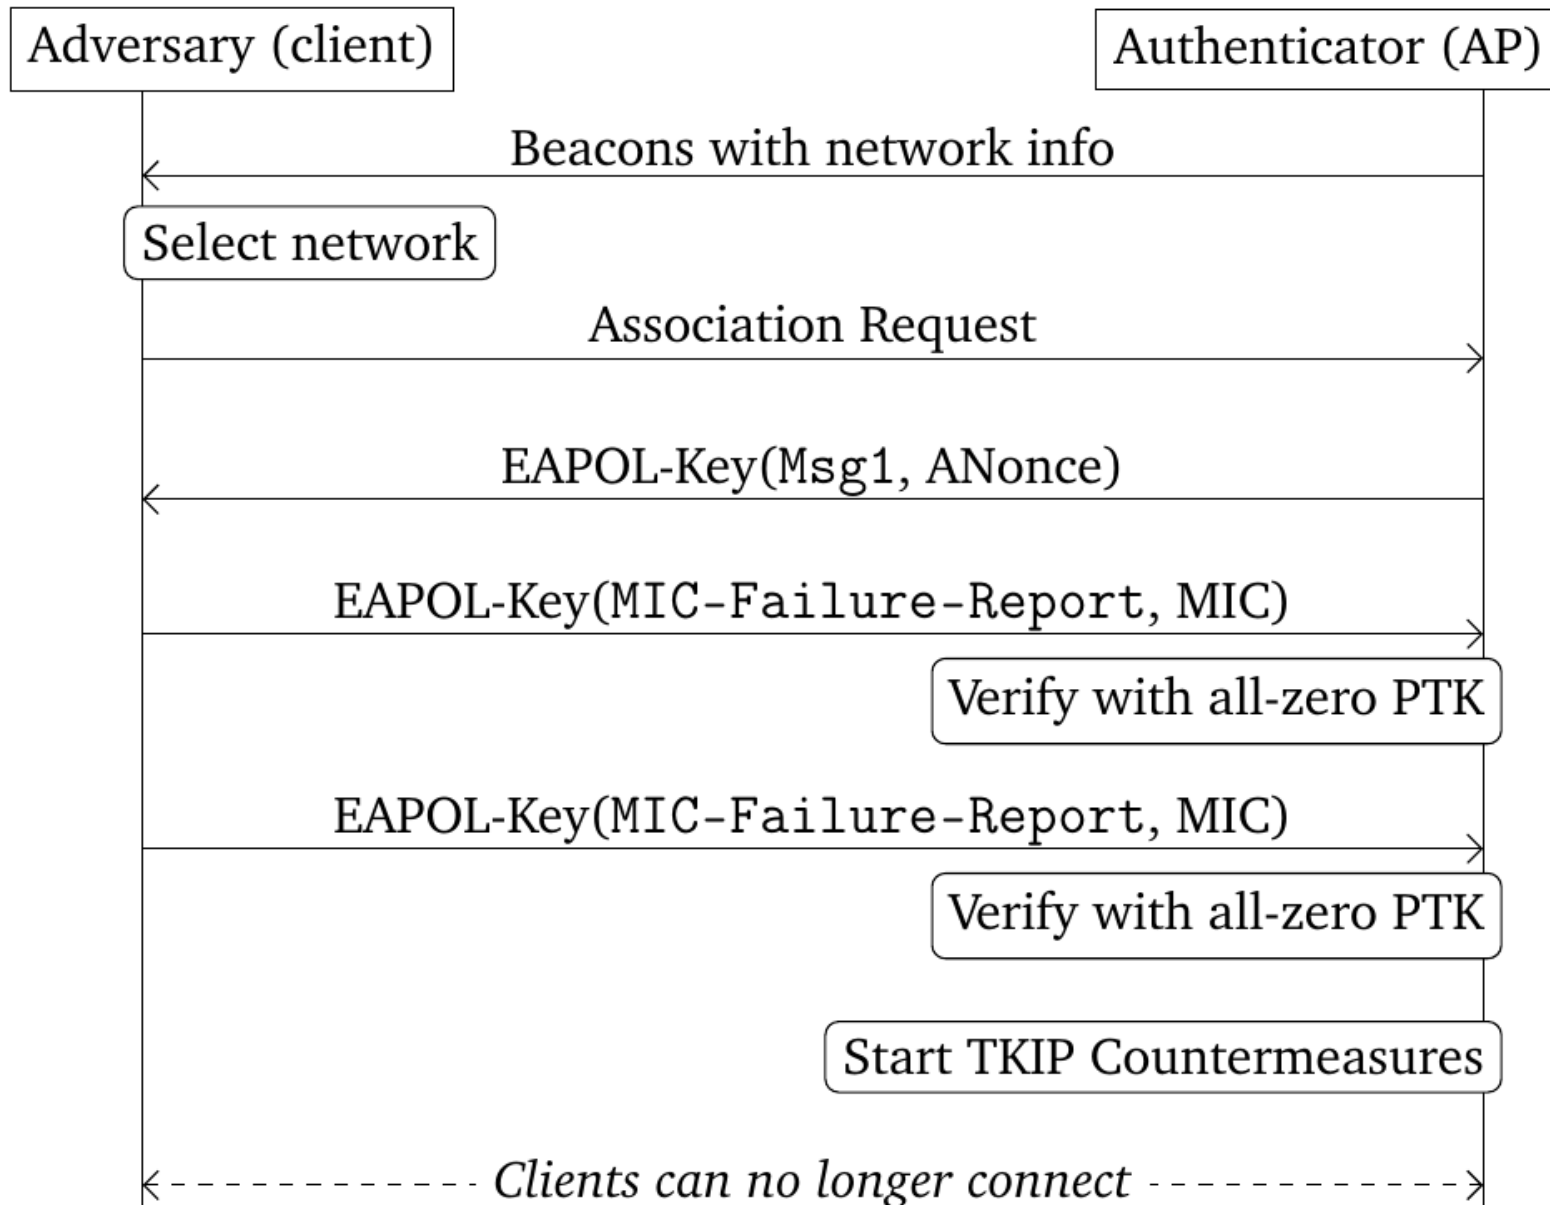 Adversary (client)
Authenticator (AP)
Beacons with network info
Select network
Association Request
EAPOL-Key(Msg1, ANonce)
EAPOL-Key(MIC-Failure-Report, MIC)
Verify with all-zero PTK
EAPOL-Key(MIC-Failure-Report, MIC)
Verify with all-zero PTK
Start TKIP Countermeasures
Clients can no longer connect